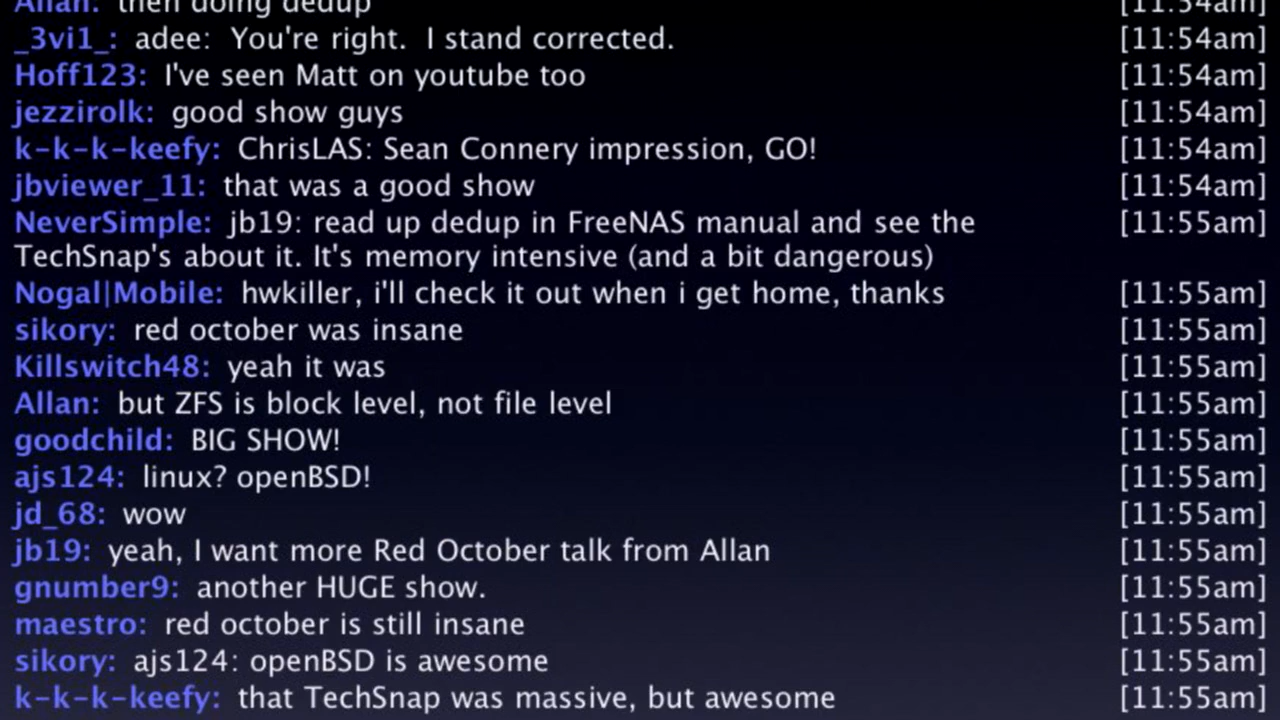 Allan: then doing dedup [11:54am]
_3vi1_: adee: You're right. I stand corrected. [11:54am]
Hoff123: I've seen Matt on youtube too [11:54am]
jezzirolk: good show guys [11:54am]
k-k-k-keefy: ChrisLAS: Sean Connery impression, GO! [11:54am]
jbviewer_11: that was a good show [11:54am]
NeverSimple: jb19: read up dedup in FreeNAS manual and see the [11:55am]
TechSnap's about it. It's memory intensive (and a bit dangerous)
Nogal|Mobile: hwkiller, i'll check it out when i get home, thanks [11:55am]
sikory: red october was insane [11:55am]
Killswitch48: yeah it was [11:55am]
Allan: but ZFS is block level, not file level [11:55am]
goodchild: BIG SHOW! [11:55am]
ajs124: linux? openBSD! [11:55am]
jd_68: wow [11:55am]
jb19: yeah, I want more Red October talk from Allan [11:55am]
gnumber9: another HUGE show. [11:55am]
maestro: red october is still insane [11:55am]
sikory: ajs124: openBSD is awesome [11:55am]
k-k-k-keefy: that TechSnap was massive, but awesome [11:55am]